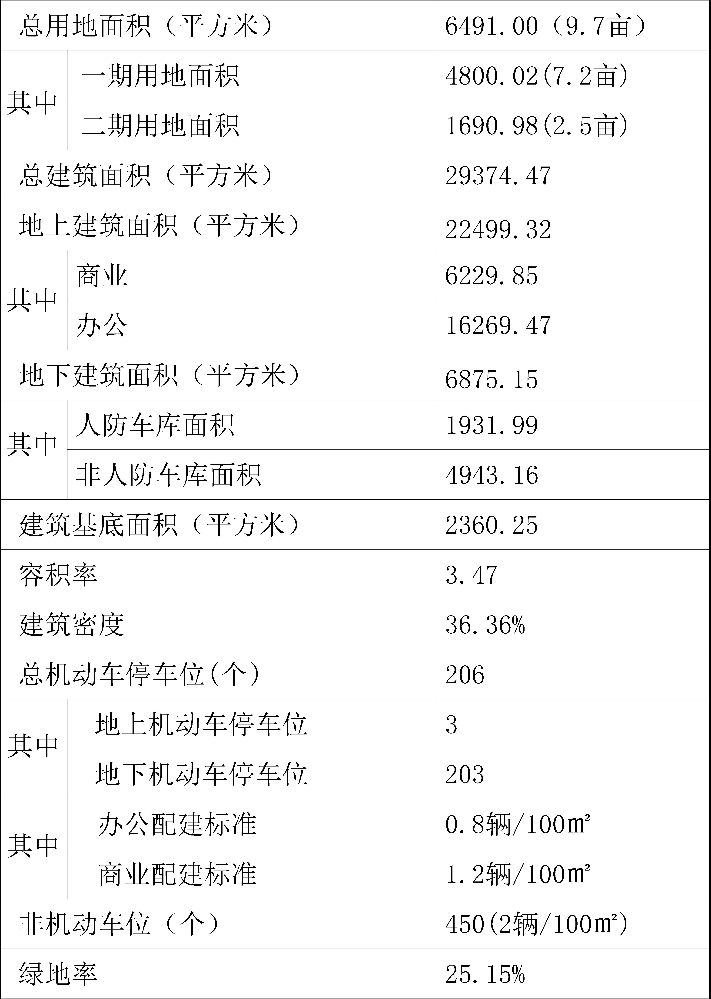 总用地面积（平方米） 6491.00（9.7亩）
其中 一期用地面积 4800.02(7.2亩)
二期用地面积 1690.98(2.5亩)
总建筑面积（平方米） 29374.47
地上建筑面积（平方米） 22499.32
其中 商业 6229.85
办公 16269.47
地下建筑面积（平方米） 6875.15
其中 人防车库面积 1931.99
非人防车库面积 4943.16
建筑基底面积（平方米） 2360.25
容积率 3.47
建筑密度 36.36%
总机动车停车位(个) 206
其中 地上机动车停车位 3
地下机动车停车位 203
其中 办公配建标准 0.8辆/100㎡
商业配建标准 1.2辆/100㎡
非机动车位（个） 450(2辆/100㎡)
绿地率 25.15%